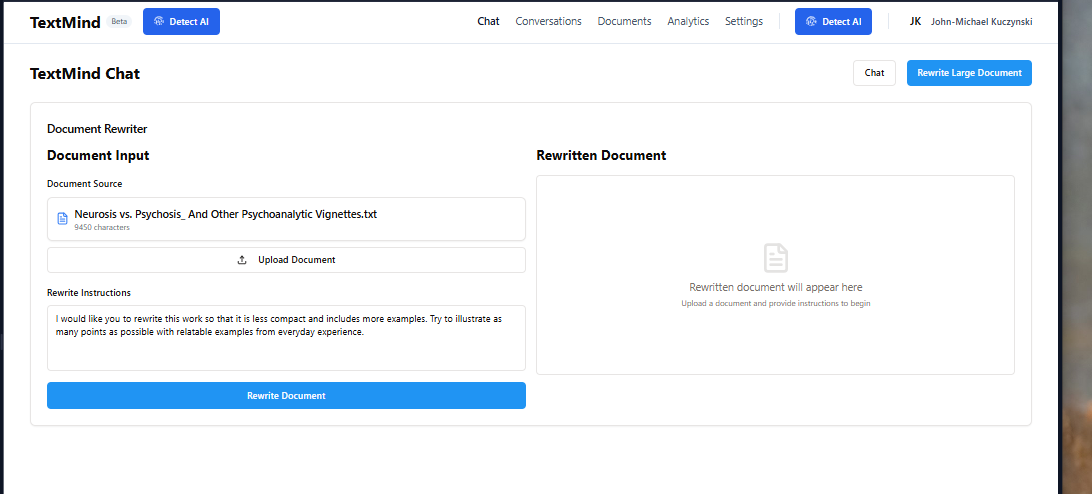 TextMind Beta Detect AI Chat Conversations Documents Analytics Settings Detect AI JK John-Michael Kuczynski
TextMind Chat Chat Rewrite Large Document
Document Rewriter
Document Input
Document Source
Neurosis vs. Psychosis_ And Other Psychoanalytic Vignettes.txt
9450 characters
Upload Document
Rewrite Instructions
I would like you to rewrite this work so that it is less compact and includes more examples. Try to illustrate as
many points as possible with relatable examples from everyday experience.
Rewrite Document
Rewritten Document
Rewritten document will appear here
Upload a document and provide instructions to begin